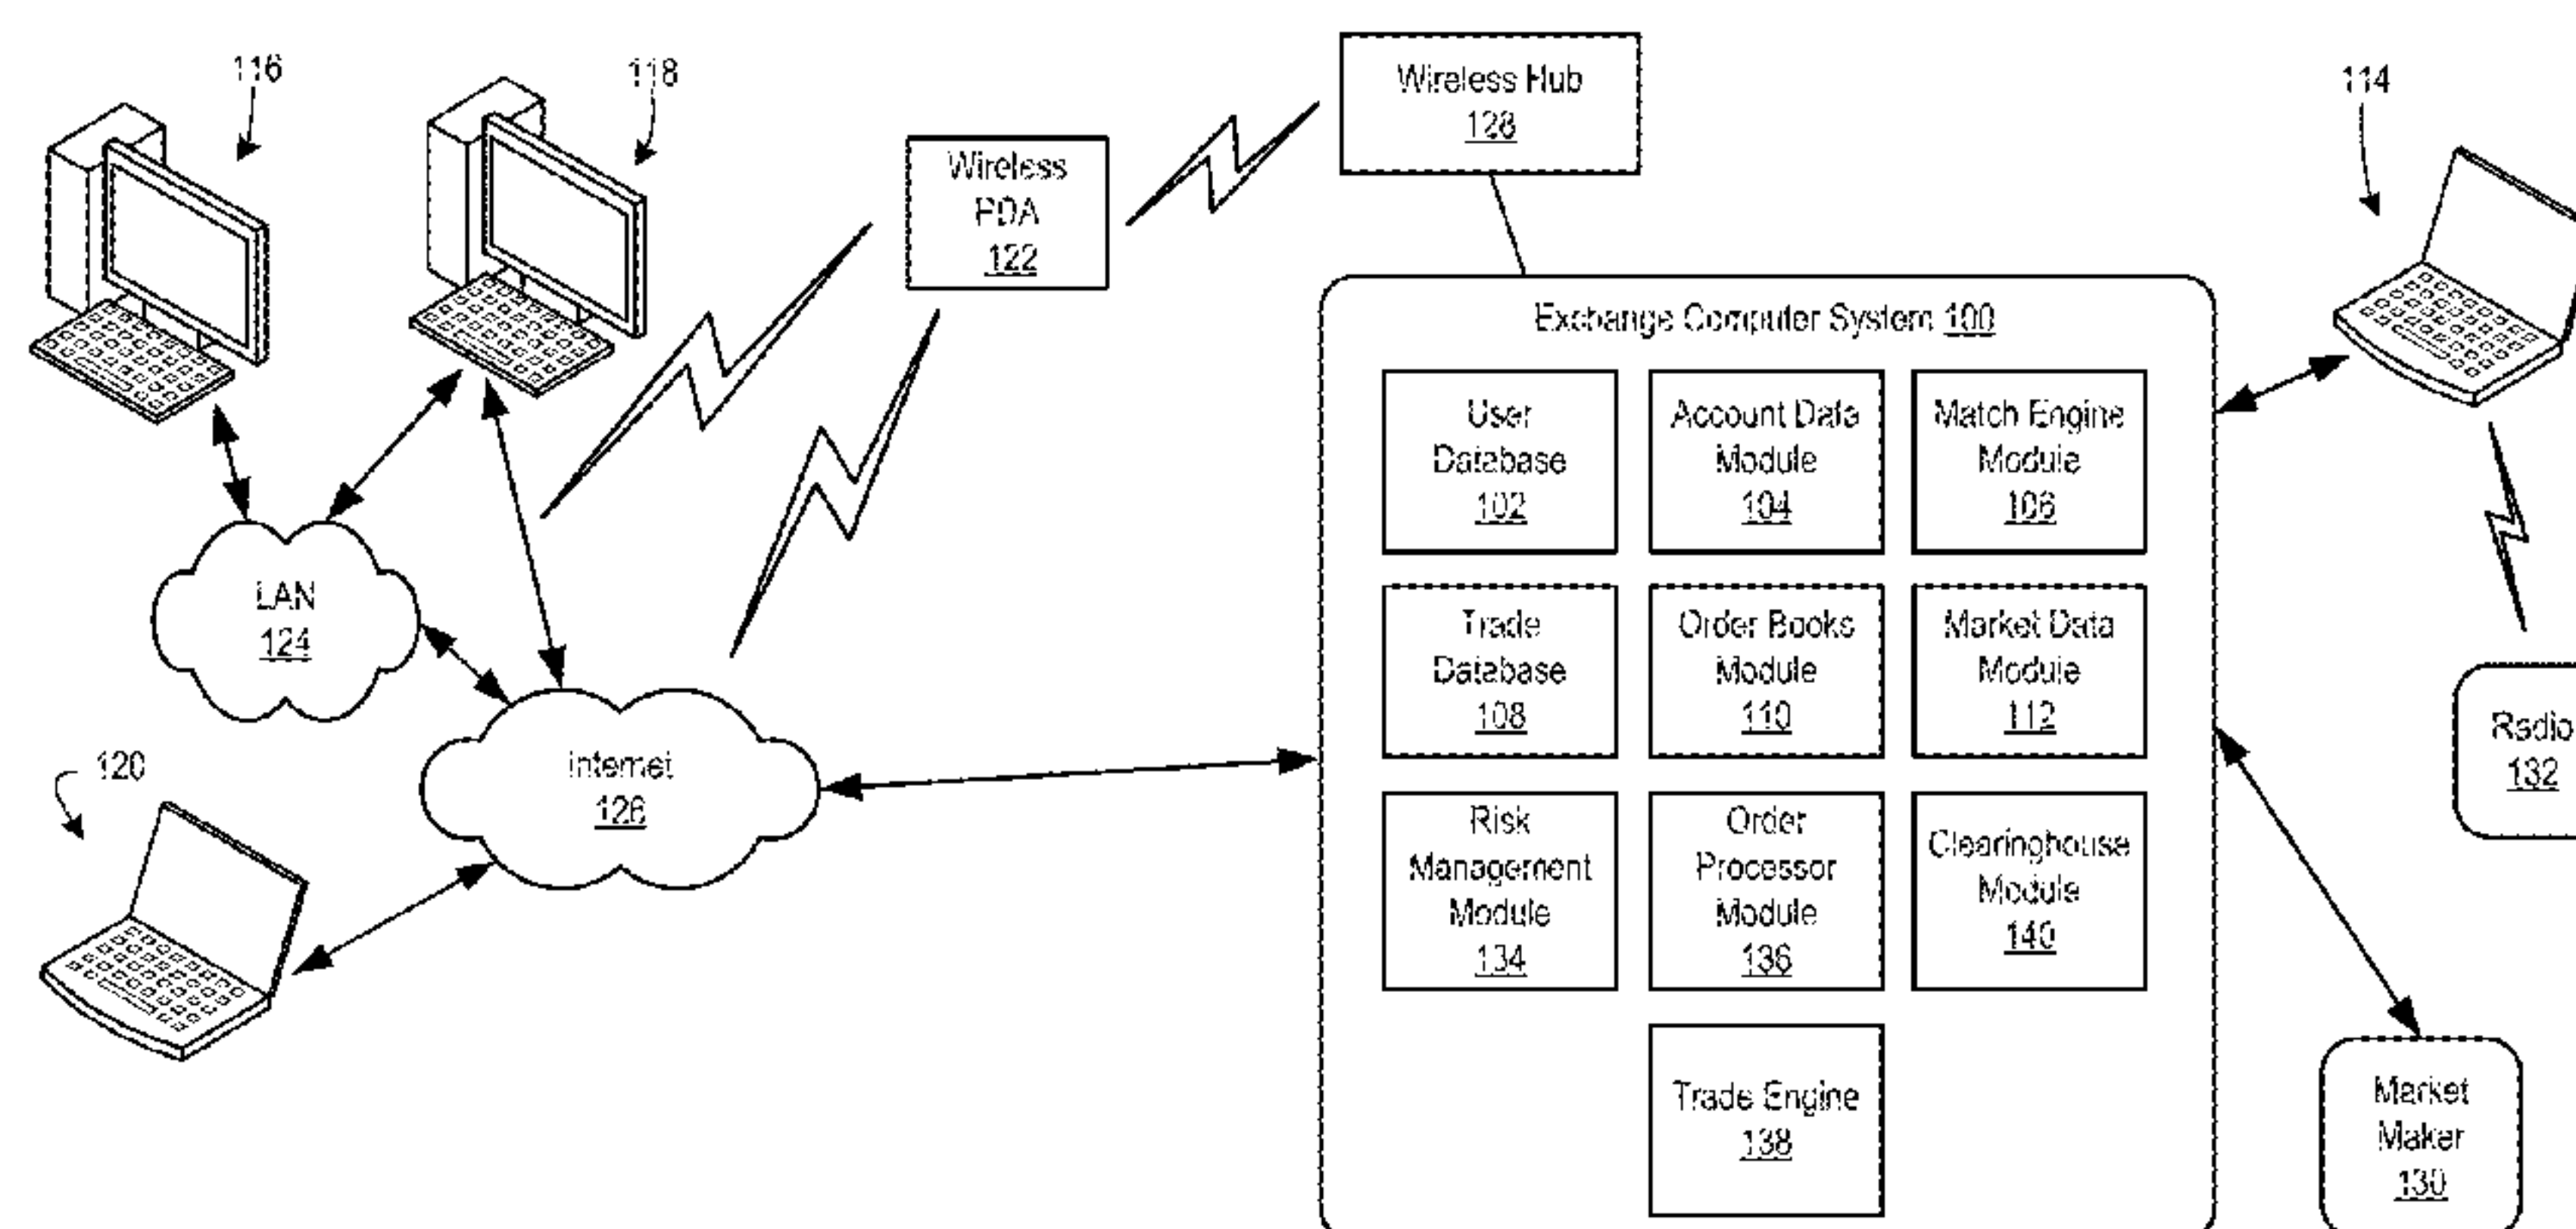 116
118
Wireless Hub
128
114
Wireless
PDA
122
Exchange Computer System 100
User
Database
102
Account Data
Module
104
Match Engine
Module
106
LAN
124
Trade
Database
108
Order Books
Module
110
Market Data
Module
112
Radio
132
120
Internet
126
Risk
Management
Module
134
Order
Processor
Module
136
Clearinghouse
Module
140
Trade Engine
138
Market
Maker
130